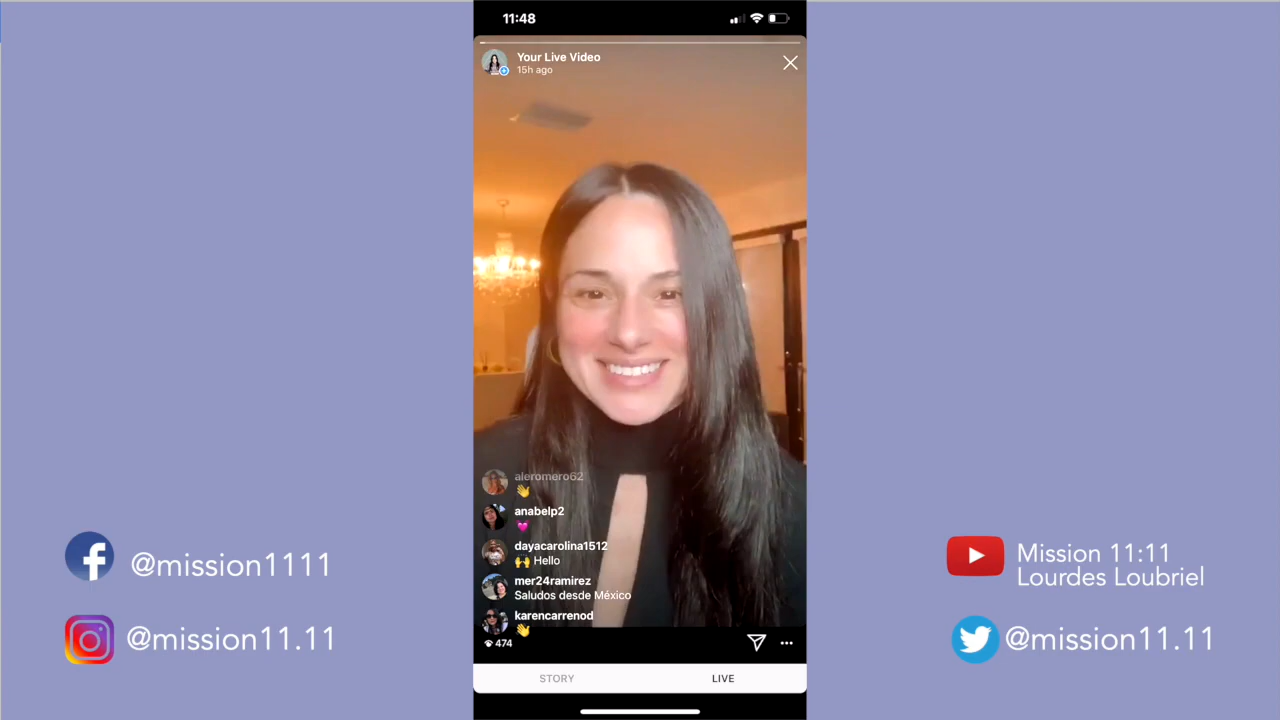 11:48
Your Live Video
15h ago
aleromero62
👋
anabelp2
💗
dayacarolina1512
🙌 Hello
mer24ramirez
Saludos desde México
karencarrenod
👋
474
STORY LIVE
@mission1111
@mission11.11
Mission 11:11
Lourdes Loubriel
@mission11.11